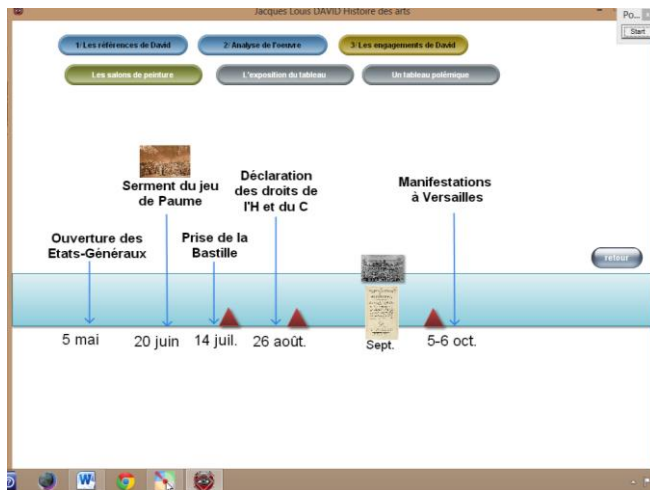 Jacques Louis DAVID Histoire des arts
Po...
Start
1/ Les références de David
2/ Analyse de l'oeuvre
3/ Les engagements de David
Les salons de peinture
L'exposition du tableau
Un tableau polémique
Serment du jeu
de Paume
Déclaration
des droits de
l'H et du C
Manifestations
à Versailles
Ouverture des
Etats-Généraux
Prise de la
Bastille
retour
5 mai
20 juin
14 juil.
26 août.
Sept.
5-6 oct.